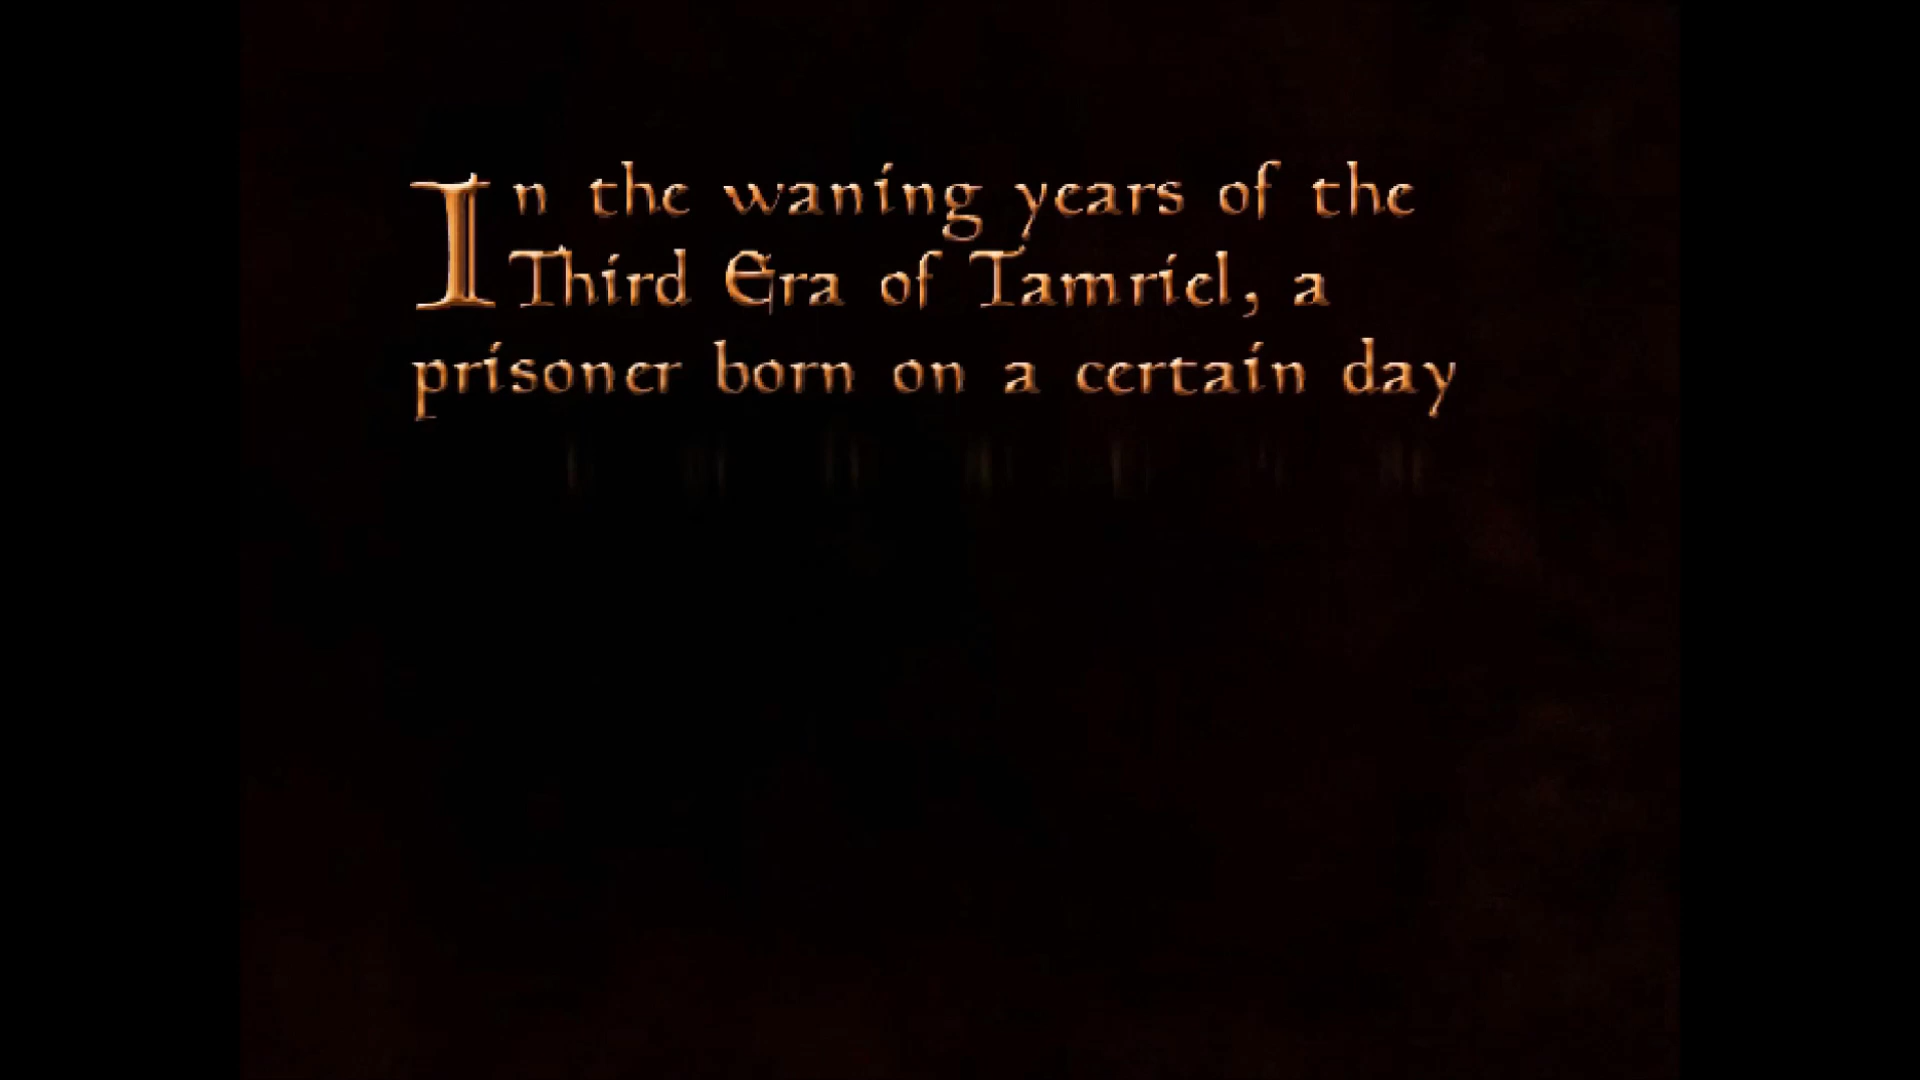 In the waning years of the
Third Era of Tamriel, a
prisoner born on a certain day